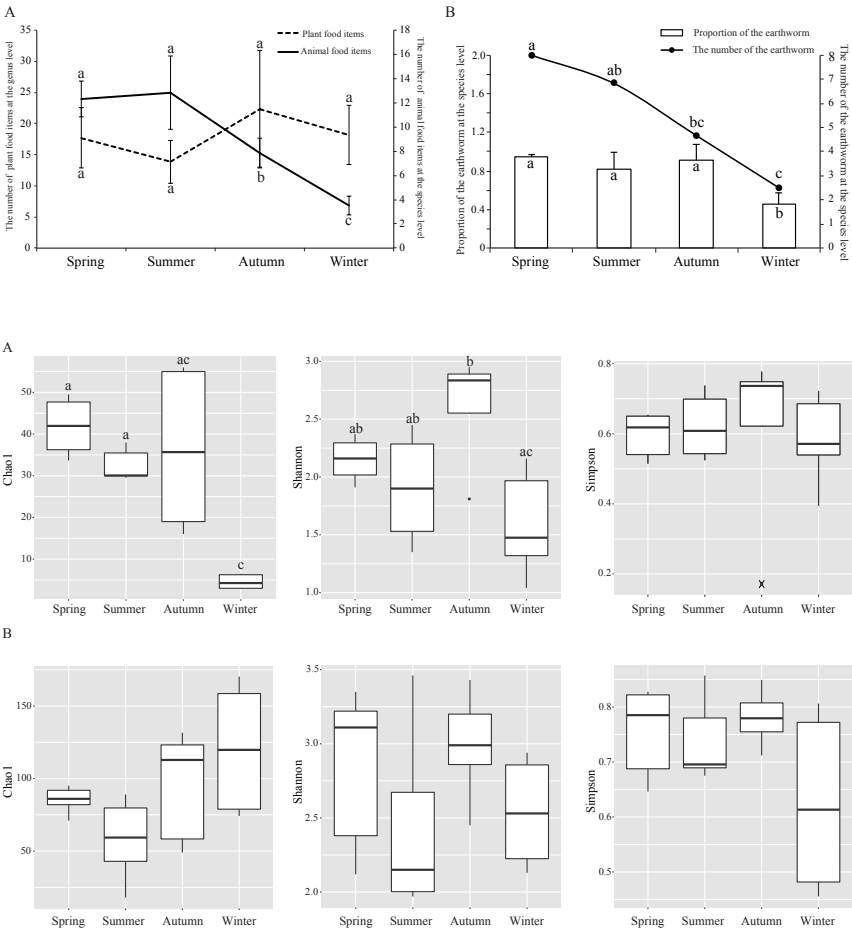 A
The number of plant food items at the genus level
35
30
25
20
15
10
5
0
Plant food items
Animal food items
a
a
a
a
a
a
b
c
18
16
14
12
10
8
6
4
2
0
The number of animal food items at the species level
Spring Summer Autumn Winter
B
Proportion of the earthworm at the species level
2.0
1.6
1.2
0.8
0.4
0
Proportion of the earthworm
The number of the earthworm
a
ab
bc
c
a
a
a
b
8
7
6
5
4
3
2
1
0
The number of the earthworm at the species level
Spring Summer Autumn Winter
A
Chao1
50
40
30
20
10
a
a
ac
c
Spring Summer Autumn Winter
Shannon
3.0
2.5
2.0
1.5
1.0
ab
ab
b
ac
Spring Summer Autumn Winter
Simpson
0.8
0.6
0.4
0.2
x
Spring Summer Autumn Winter
B
Chao1
150
100
50
Spring Summer Autumn Winter
Shannon
3.5
3.0
2.5
2.0
Spring Summer Autumn Winter
Simpson
0.8
0.7
0.6
0.5
Spring Summer Autumn Winter